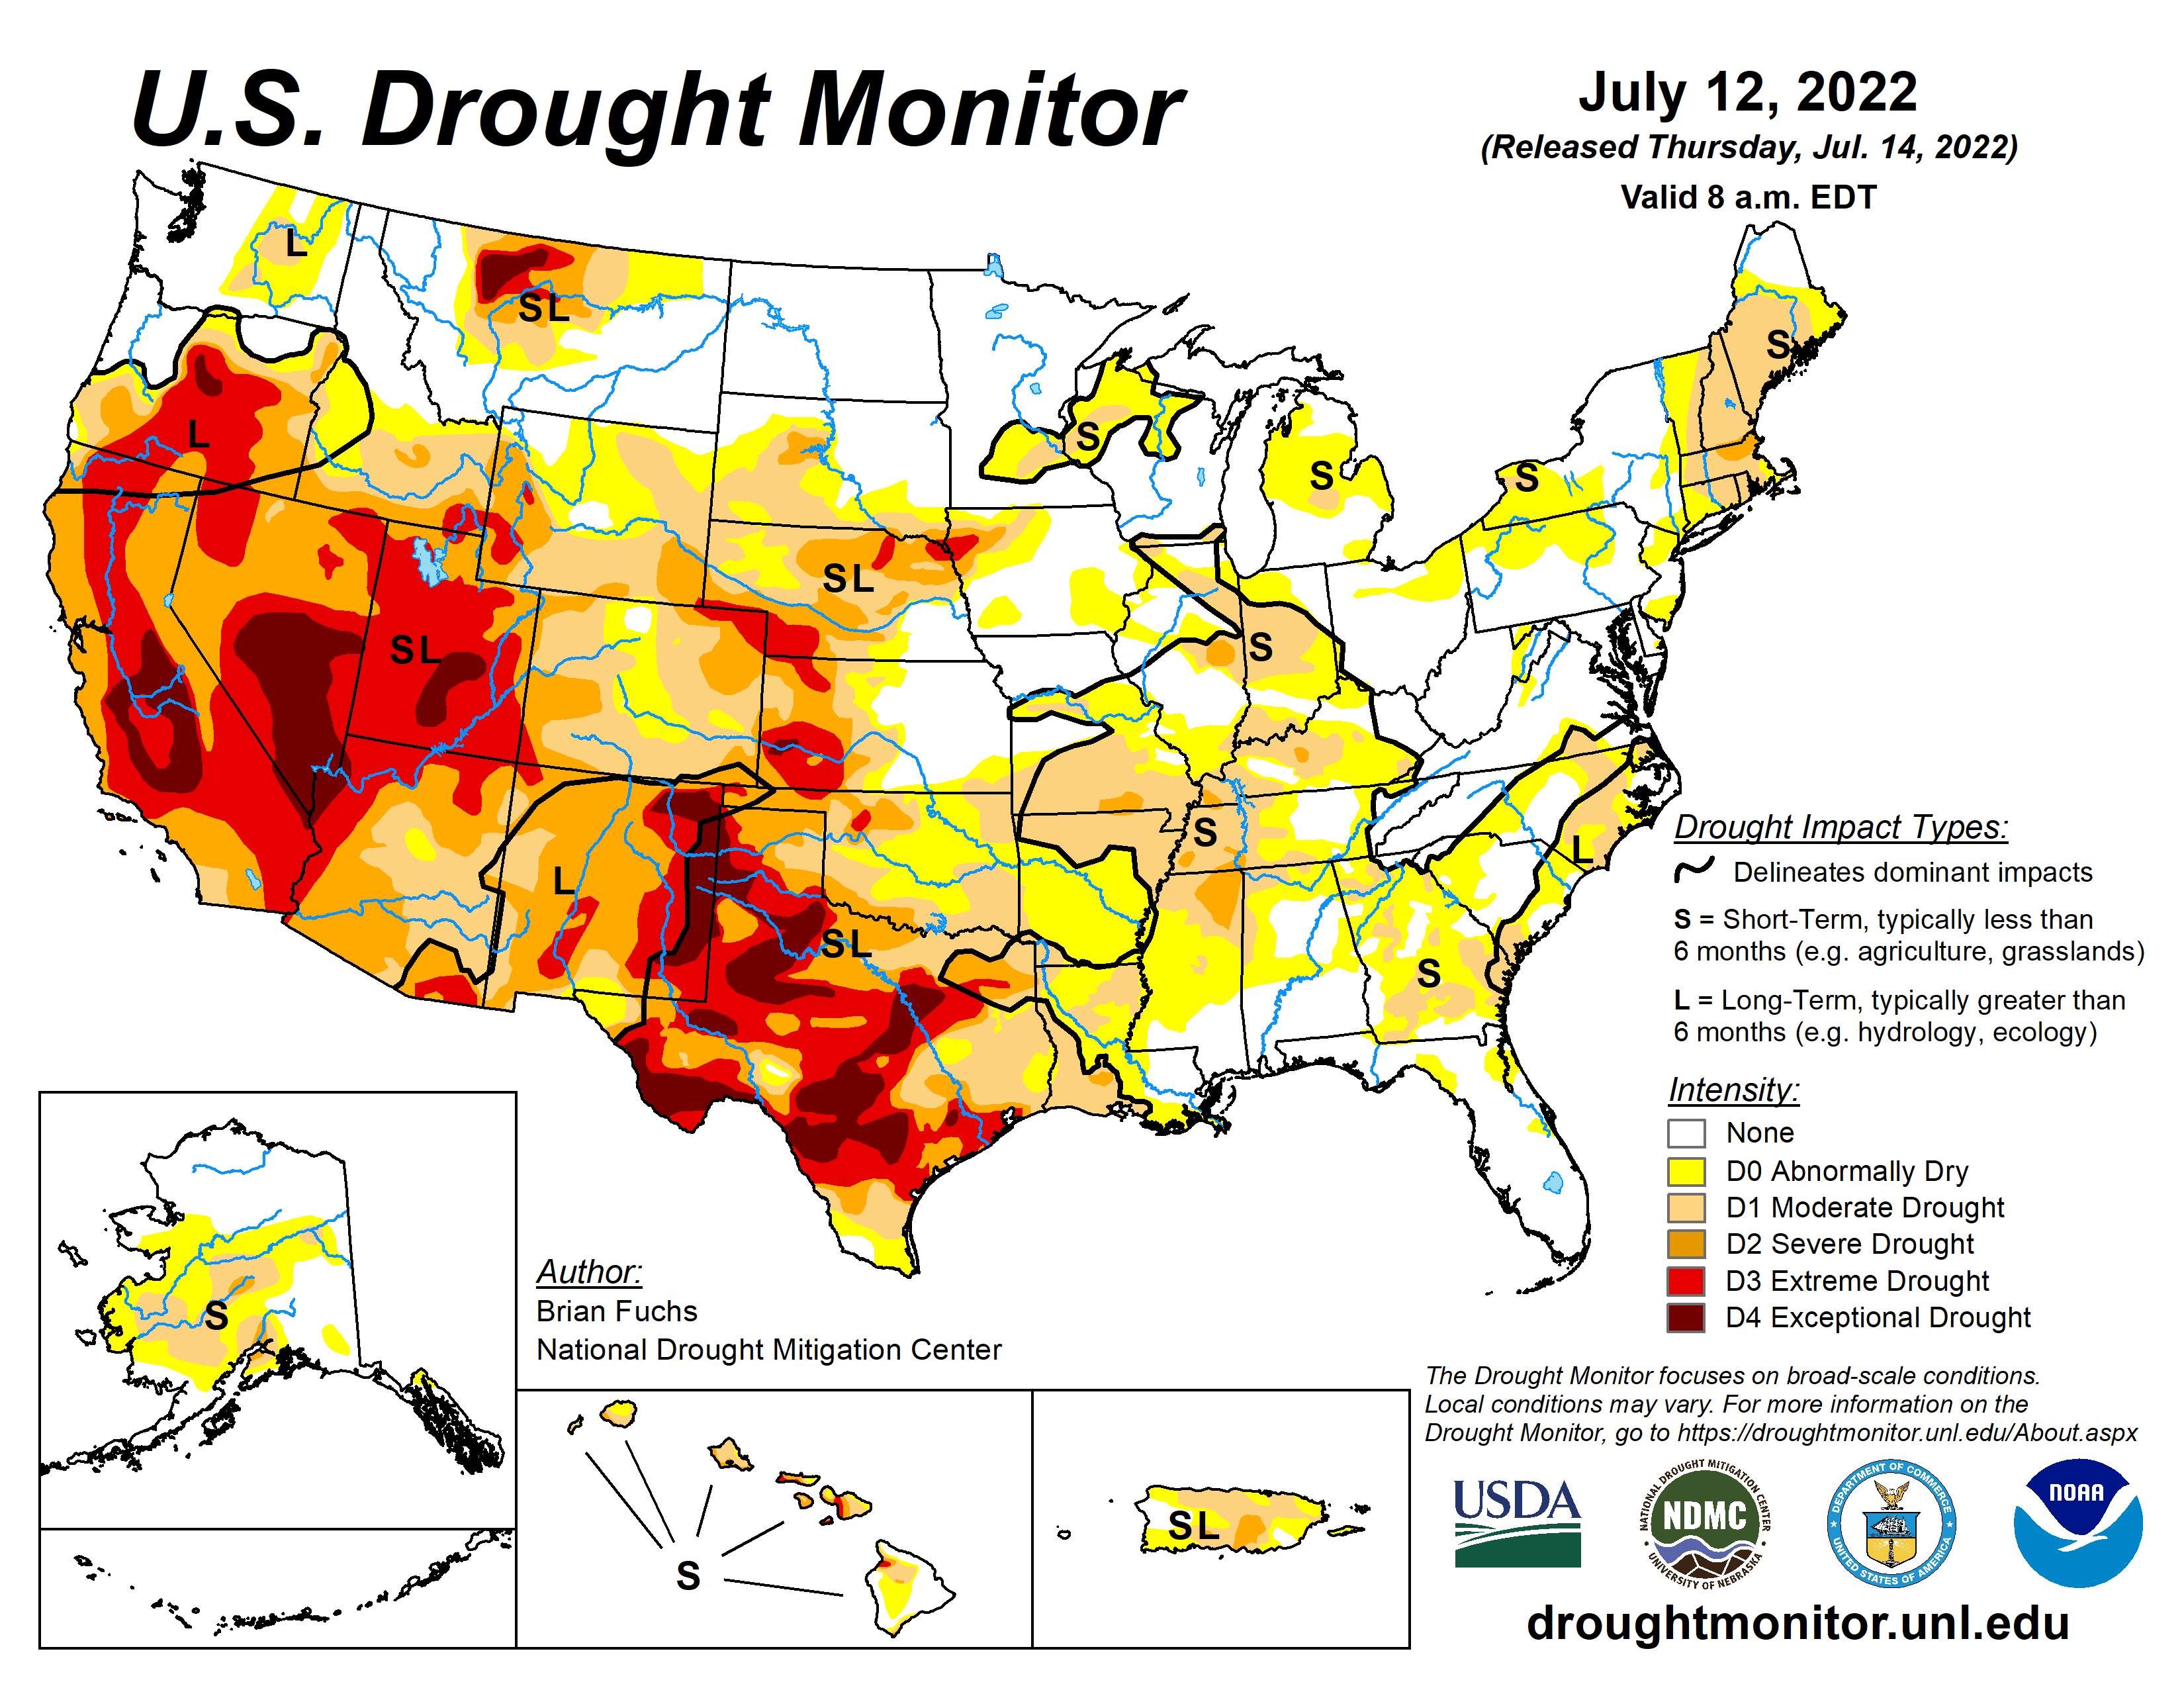 U.S. Drought Monitor
July 12, 2022
(Released Thursday, Jul. 14, 2022)
Valid 8 a.m. EDT
L
SL
S
S
L
S
S
S
SL
SL
S
S
L
L
SL
S
S
SL
S
SL
Drought Impact Types:
Delineates dominant impacts
S = Short-Term, typically less than
6 months (e.g. agriculture, grasslands)
L = Long-Term, typically greater than
6 months (e.g. hydrology, ecology)
Intensity:
None
D0 Abnormally Dry
D1 Moderate Drought
D2 Severe Drought
D3 Extreme Drought
D4 Exceptional Drought
Author:
Brian Fuchs
National Drought Mitigation Center
The Drought Monitor focuses on broad-scale conditions.
Local conditions may vary. For more information on the
Drought Monitor, go to https://droughtmonitor.unl.edu/About.aspx
USDA
NATIONAL DROUGHT MITIGATION CENTER
NDMC
UNIVERSITY OF NEBRASKA
DEPARTMENT OF COMMERCE
UNITED STATES OF AMERICA
NOAA
droughtmonitor.unl.edu